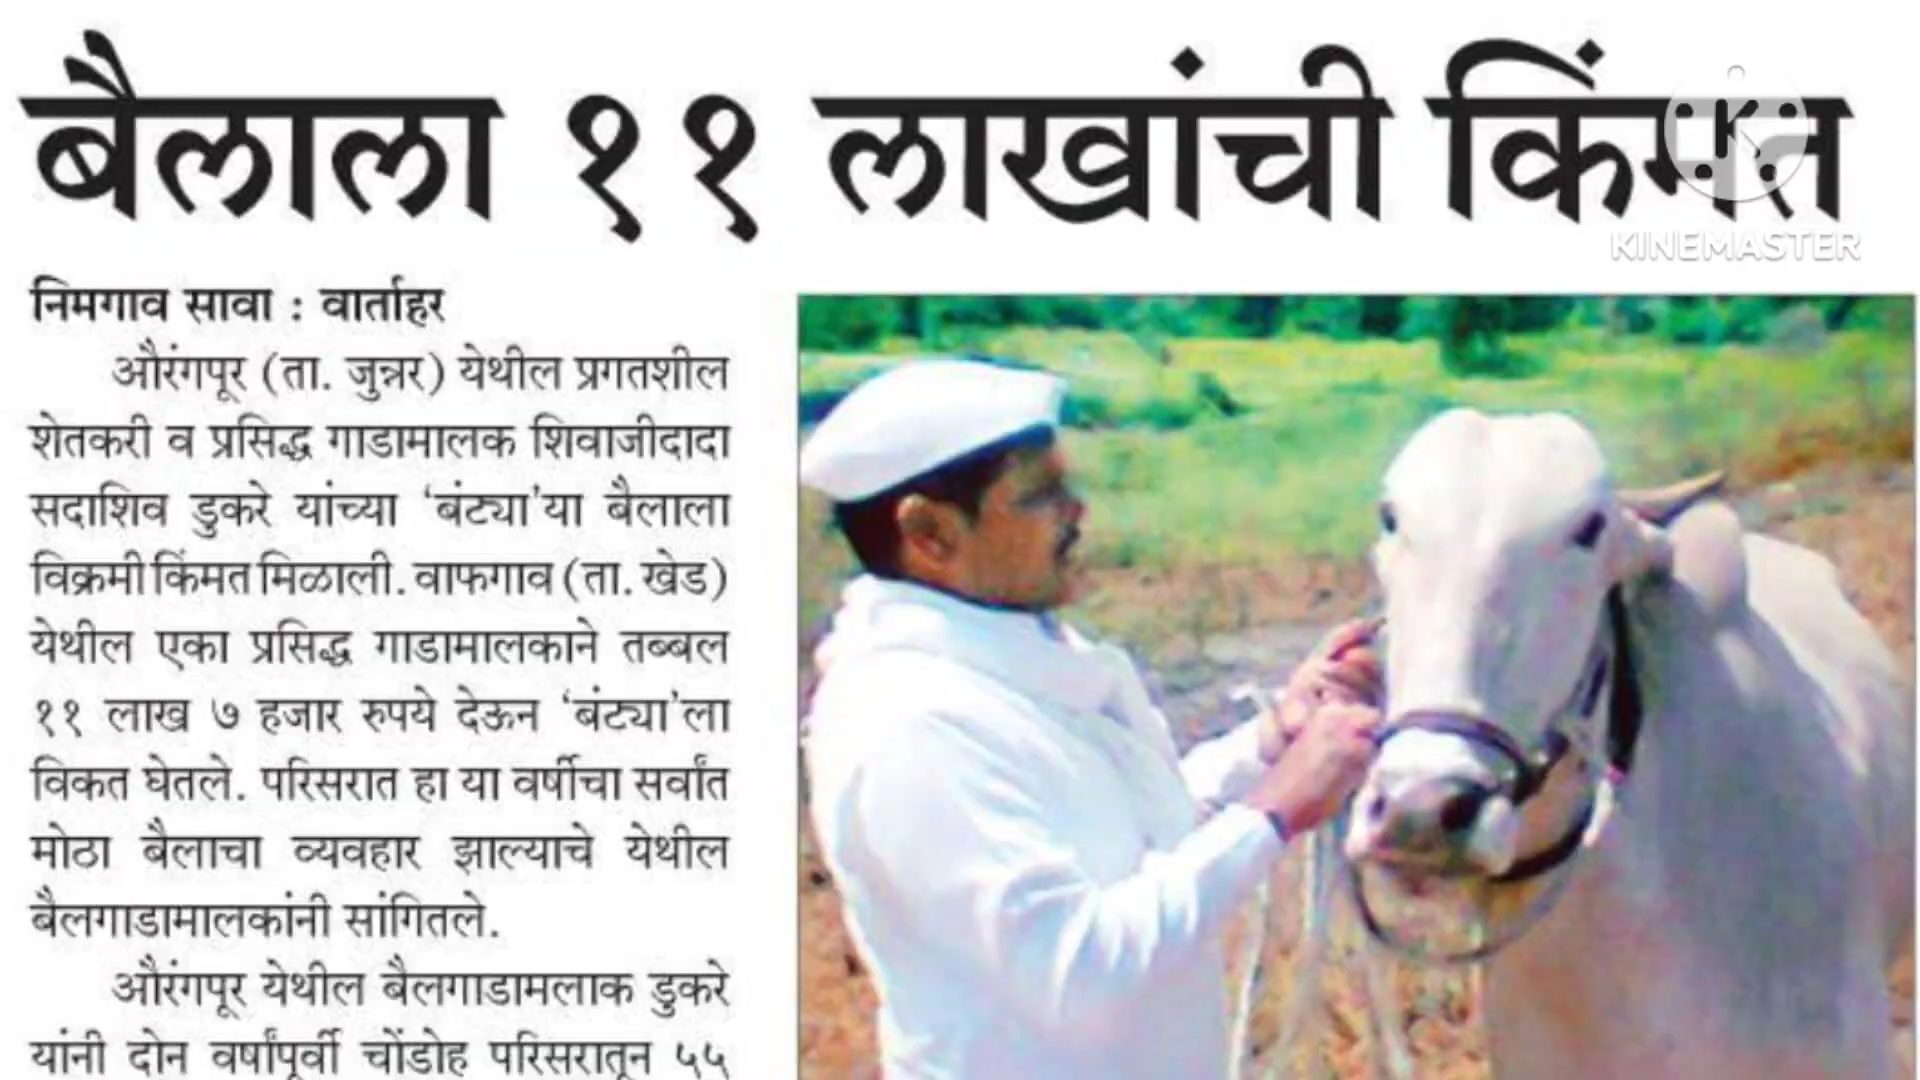 बैलाला ११ लाखांची किंमत
KINEMASTER
निमगाव सावा : वार्ताहर
औरंगपूर (ता. जुन्नर) येथील प्रगतशील
शेतकरी व प्रसिद्ध गाडामालक शिवाजीदादा
सदाशिव डुकरे यांच्या ‘बंट्या’या बैलाला
विक्रमी किंमत मिळाली. वाफगाव (ता. खेड)
येथील एका प्रसिद्ध गाडामालकाने तब्बल
११ लाख ७ हजार रुपये देऊन ‘बंट्या’ला
विकत घेतले. परिसरात हा या वर्षीचा सर्वांत
मोठा बैलाचा व्यवहार झाल्याचे येथील
बैलगाडामालकांनी सांगितले.
औरंगपूर येथील बैलगाडामलाक डुकरे
यांनी दोन वर्षांपूर्वी चोंडोह परिसरातून ५५